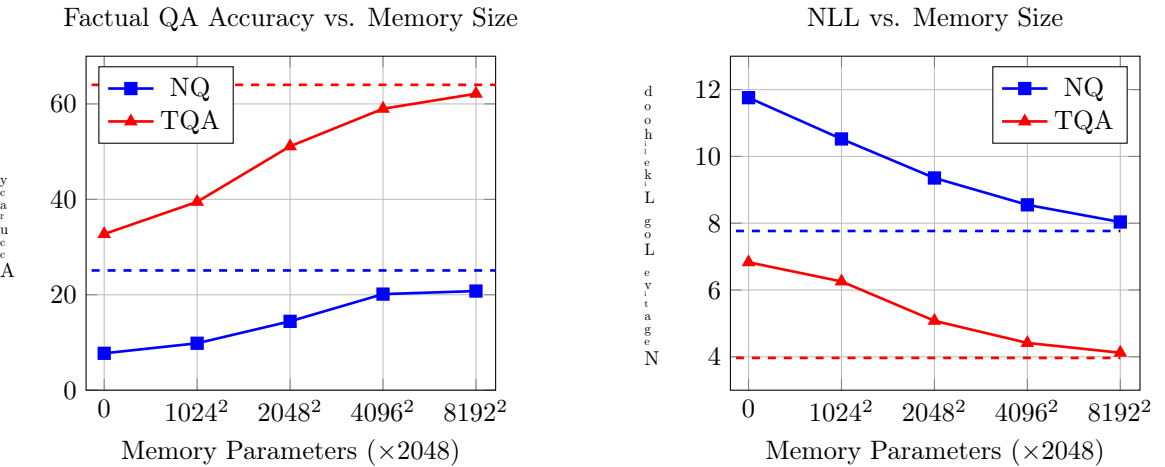 Factual QA Accuracy vs. Memory Size
NQ
TQA
60
40
20
0
0 1024² 2048² 4096² 8192²
Memory Parameters (×2048)
Accuracy
NLL vs. Memory Size
NQ
TQA
12
10
8
6
4
0 1024² 2048² 4096² 8192²
Memory Parameters (×2048)
Negative Log Likelihood